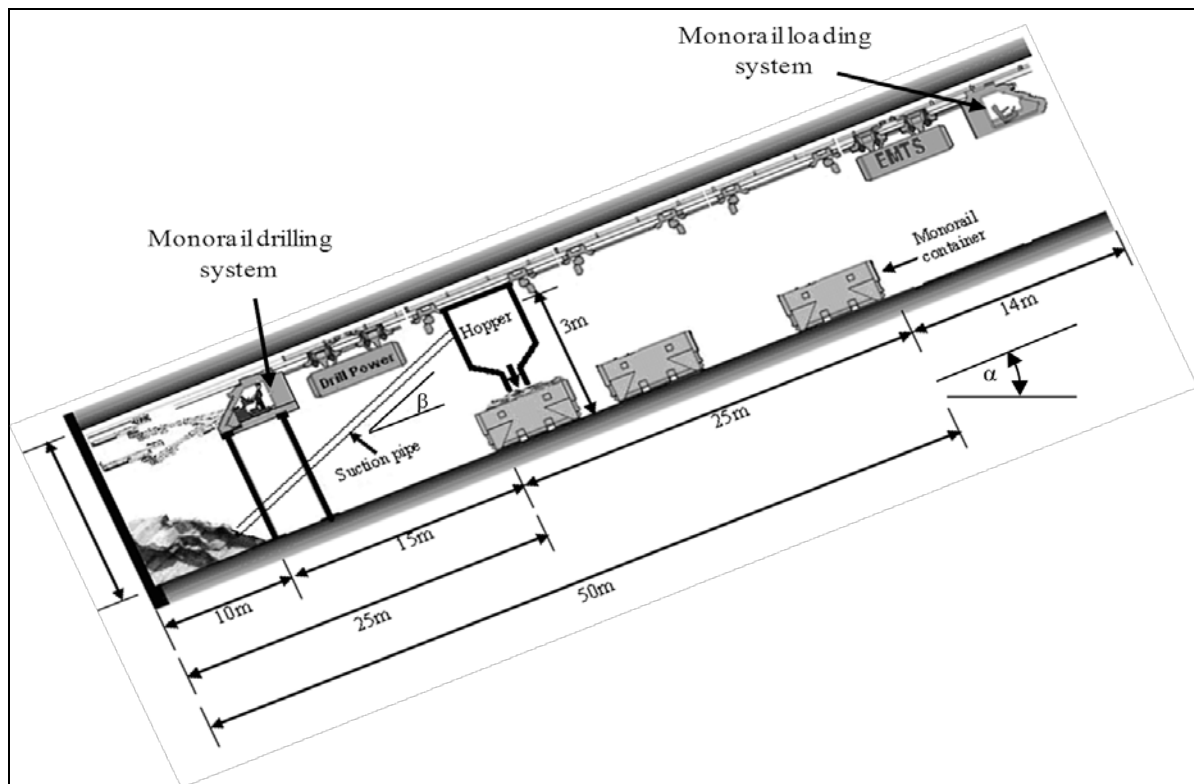 Monorail loading
system
EMTS
Monorail
container
Monorail drilling
system
Hopper
3m
14m
Drill Power
β
α
Suction pipe
25m
15m
10m
25m
50m